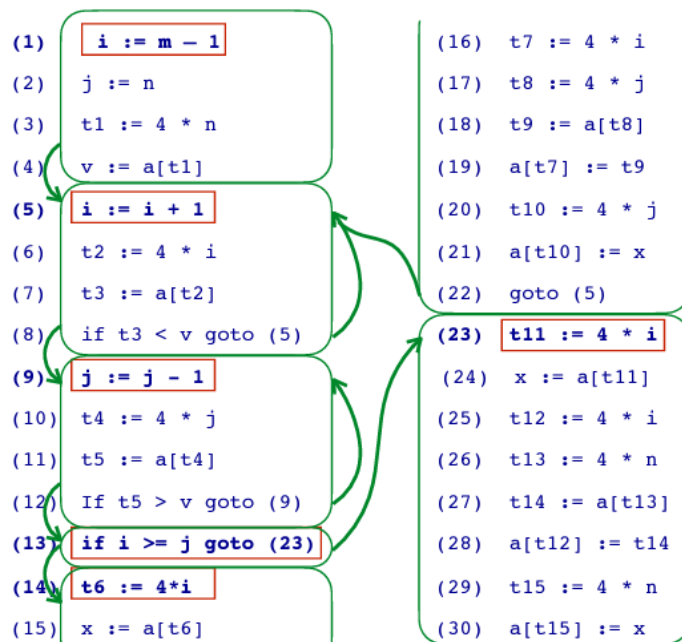 (1) i := m – 1
(2) j := n
(3) t1 := 4 * n
(4) v := a[t1]
(5) i := i + 1
(6) t2 := 4 * i
(7) t3 := a[t2]
(8) if t3 < v goto (5)
(9) j := j - 1
(10) t4 := 4 * j
(11) t5 := a[t4]
(12) If t5 > v goto (9)
(13) if i >= j goto (23)
(14) t6 := 4*i
(15) x := a[t6]
(16) t7 := 4 * i
(17) t8 := 4 * j
(18) t9 := a[t8]
(19) a[t7] := t9
(20) t10 := 4 * j
(21) a[t10] := x
(22) goto (5)
(23) t11 := 4 * i
(24) x := a[t11]
(25) t12 := 4 * i
(26) t13 := 4 * n
(27) t14 := a[t13]
(28) a[t12] := t14
(29) t15 := 4 * n
(30) a[t15] := x